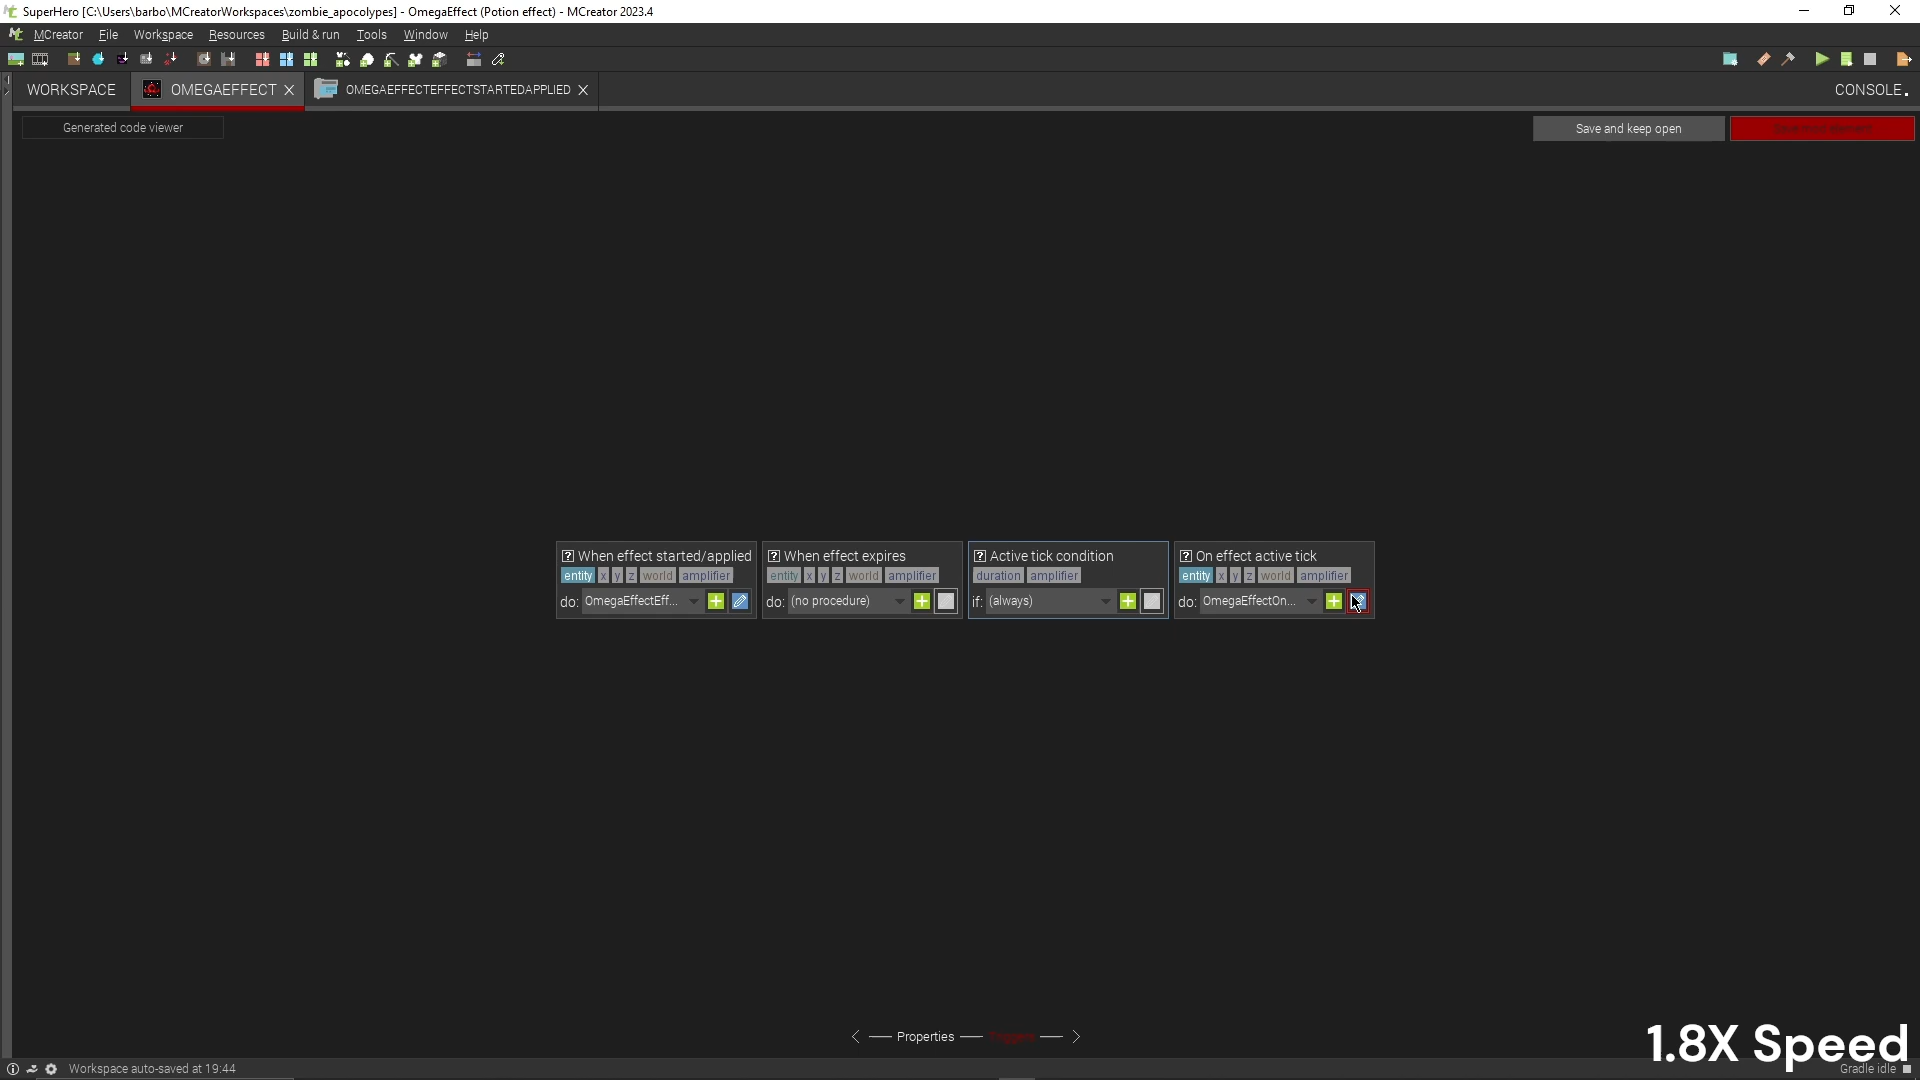 SuperHero [C:\Users\barbo\MCreatorWorkspaces\zombie_apocolypes] - OmegaEffect (Potion effect) - MCreator 2023.4
MCreator File Workspace Resources Build & run Tools Window Help
WORKSPACE OMEGAEFFECT OMEGAEFFECTEFFECTSTARTEDAPPLIED CONSOLE
Generated code viewer Save and keep open Save mod element
? When effect started/applied
entity x y z world amplifier
do: OmegaEffectEff...
? When effect expires
entity x y z world amplifier
do: (no procedure)
? Active tick condition
duration amplifier
if: (always)
? On effect active tick
entity x y z world amplifier
do: OmegaEffectOn...
Properties Triggers
1.8X Speed
Workspace auto-saved at 19:44 Gradle idle